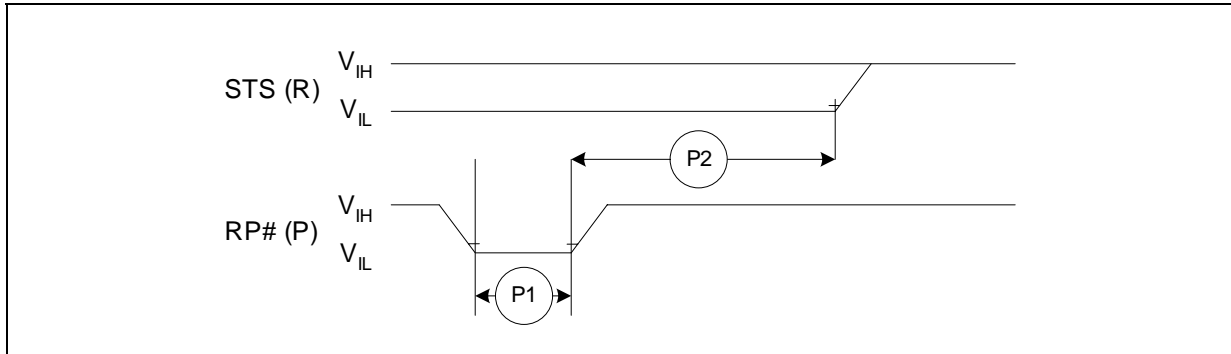 V_IH
STS (R)
V_IL
P2
V_IH
RP# (P)
V_IL
P1